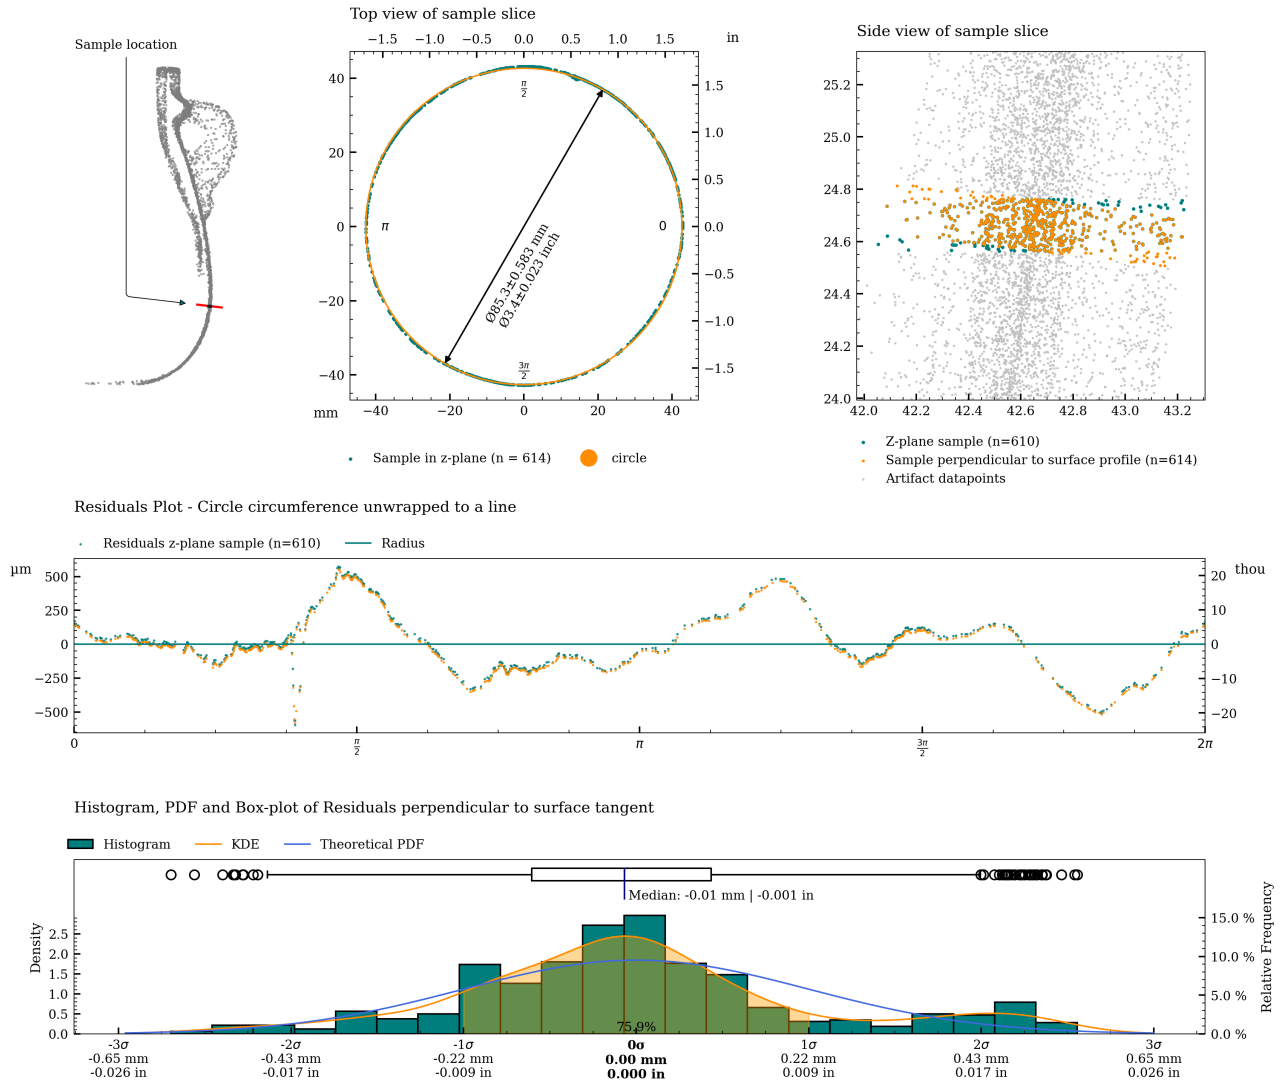 Sample location
Top view of sample slice
−1.5 −1.0 −0.5 0.0 0.5 1.0 1.5 in
40 20 0 −20 −40
1.5 1.0 0.5 0.0 −0.5 −1.0 −1.5
π/2
π 0
3π/2
Ø85.3±0.583 mm
Ø3.4±0.023 inch
mm −40 −20 0 20 40
Sample in z-plane (n = 614) circle
Side view of sample slice
25.2
25.0
24.8
24.6
24.4
24.2
24.0
42.0 42.2 42.4 42.6 42.8 43.0 43.2
Z-plane sample (n=610)
Sample perpendicular to surface profile (n=614)
Artifact datapoints
Residuals Plot - Circle circumference unwrapped to a line
Residuals z-plane sample (n=610) Radius
µm thou
500 250 0 −250 −500
20 10 0 −10 −20
0 π/2 π 3π/2 2π
Histogram, PDF and Box-plot of Residuals perpendicular to surface tangent
Histogram KDE Theoretical PDF
Median: -0.01 mm | -0.001 in
Density
2.5 2.0 1.5 1.0 0.5 0.0
15.0 % 10.0 % 5.0 % 0.0 %
Relative Frequency
75.9%
-3σ -2σ -1σ 0σ 1σ 2σ 3σ
-0.65 mm -0.43 mm -0.22 mm 0.00 mm 0.22 mm 0.43 mm 0.65 mm
-0.026 in -0.017 in -0.009 in 0.000 in 0.009 in 0.017 in 0.026 in